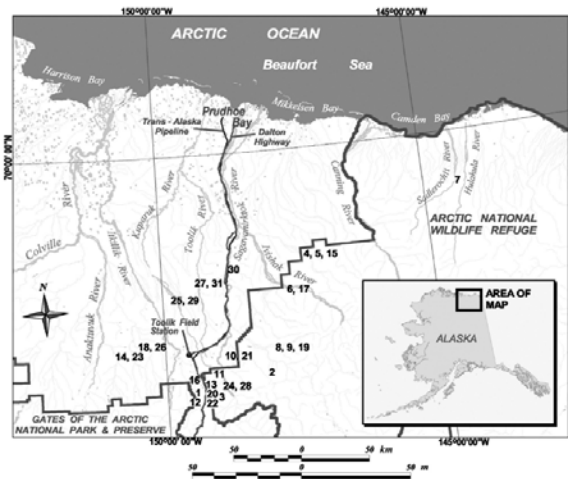 150°00'00"W
145°00'00"W
ARCTIC OCEAN
Beaufort Sea
Harrison Bay
Mikkelsen Bay
Camden Bay
Prudhoe
Bay
Trans - Alaska
Pipeline
Dalton
Highway
70°00'00"N
Colville
River
Itkillik River
Anaktuvuk River
Kuparuk River
Toolik River
Sagavanirktok River
Ivishak River
Canning River
Sadlerochit River
Hulahula River
7
ARCTIC NATIONAL
WILDLIFE REFUGE
4, 5, 15
30
27, 31
6, 17
25, 29
N
Toolik Field
Station
18, 26
14, 23
10
21
8, 9, 19
2
16
11
13
24, 28
1
20
3
12
22
AREA OF
MAP
ALASKA
GATES OF THE ARCTIC
NATIONAL PARK & PRESERVE
150°00'00"W
145°00'00"W
50 0 50 km
50 0 50 m